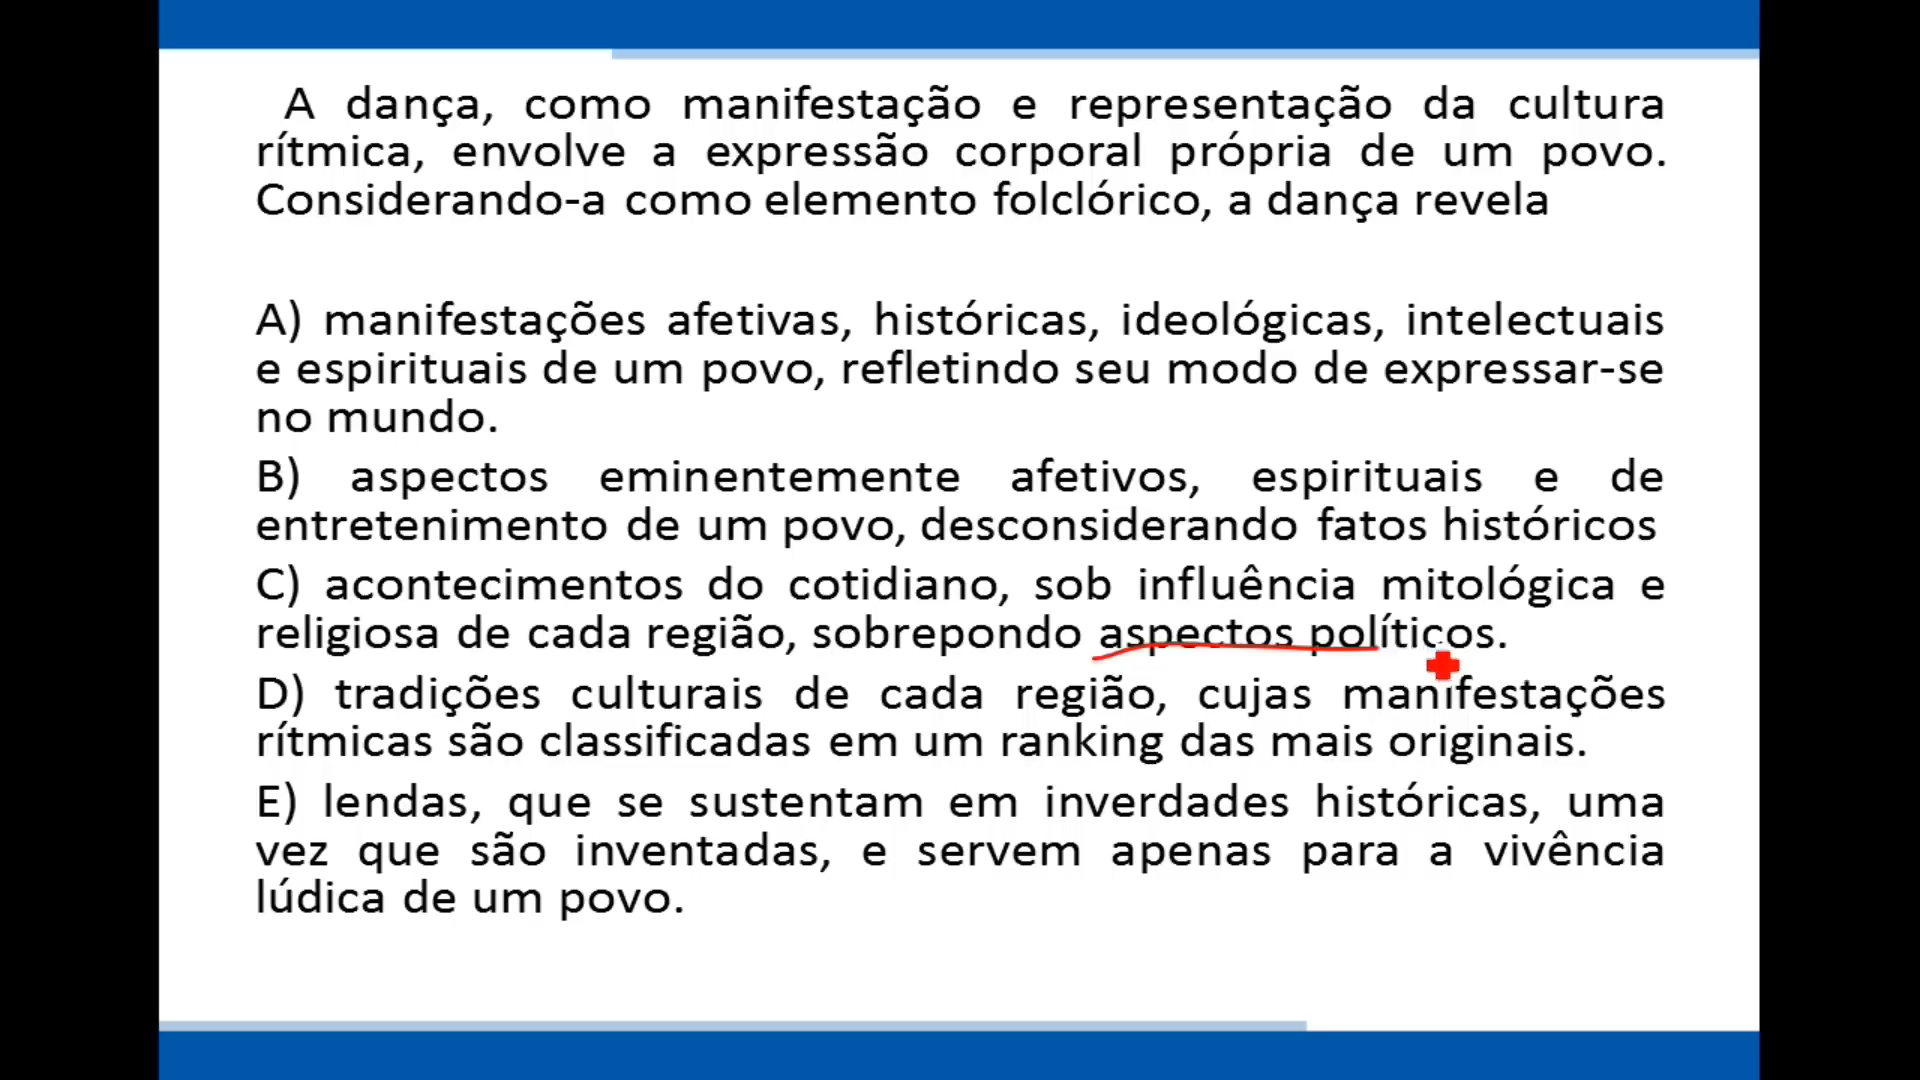 A dança, como manifestação e representação da cultura
rítmica, envolve a expressão corporal própria de um povo.
Considerando-a como elemento folclórico, a dança revela
A) manifestações afetivas, históricas, ideológicas, intelectuais
e espirituais de um povo, refletindo seu modo de expressar-se
no mundo.
B) aspectos eminentemente afetivos, espirituais e de
entretenimento de um povo, desconsiderando fatos históricos
C) acontecimentos do cotidiano, sob influência mitológica e
religiosa de cada região, sobrepondo aspectos políticos.
D) tradições culturais de cada região, cujas manifestações
rítmicas são classificadas em um ranking das mais originais.
E) lendas, que se sustentam em inverdades históricas, uma
vez que são inventadas, e servem apenas para a vivência
lúdica de um povo.